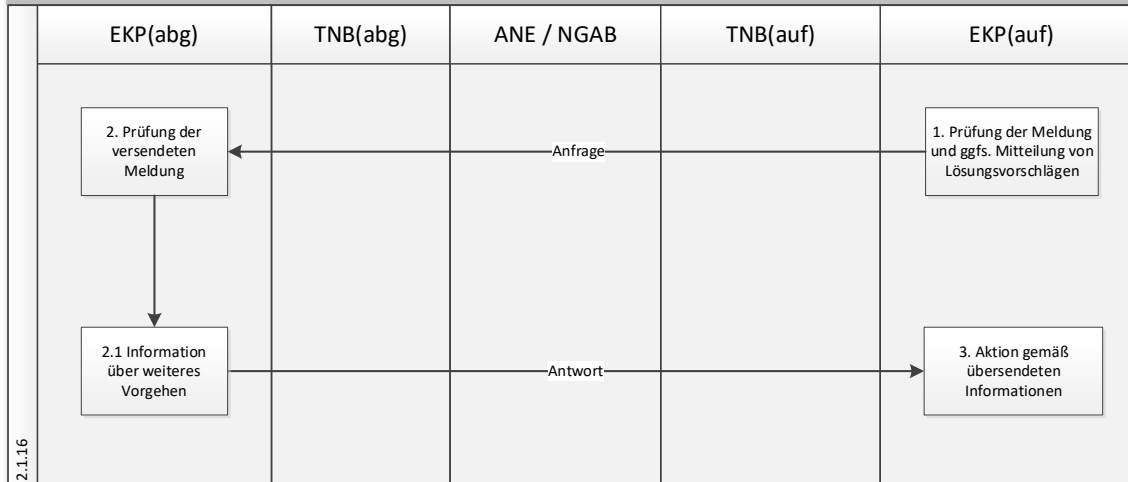 EKP(abg)
TNB(abg)
ANE / NGAB
TNB(auf)
EKP(auf)
2. Prüfung der
versendeten
Meldung
Anfrage
1. Prüfung der Meldung
und ggfs. Mitteilung von
Lösungsvorschlägen
2.1 Information
über weiteres
Vorgehen
Antwort
3. Aktion gemäß
übersendeten
Informationen
2.1.16